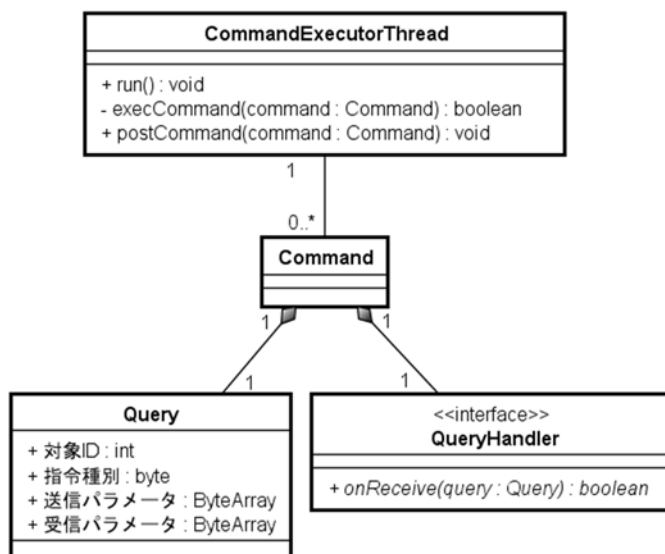 CommandExecutorThread
+ run() : void
- execCommand(command : Command) : boolean
+ postCommand(command : Command) : void
1
0..*
Command
1
1
1
1
Query
+ 対象ID : int
+ 指令種別 : byte
+ 送信パラメータ : ByteArray
+ 受信パラメータ : ByteArray
<<interface>>
QueryHandler
+ onReceive(query : Query) : boolean